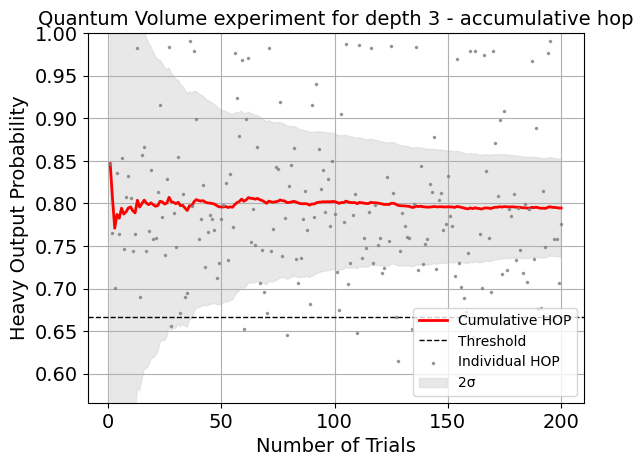 Quantum Volume experiment for depth 3 - accumulative hop
Heavy Output Probability
1.00
0.95
0.90
0.85
0.80
0.75
0.70
0.65
0.60
Cumulative HOP
Threshold
Individual HOP
2σ
0
50
100
150
200
Number of Trials